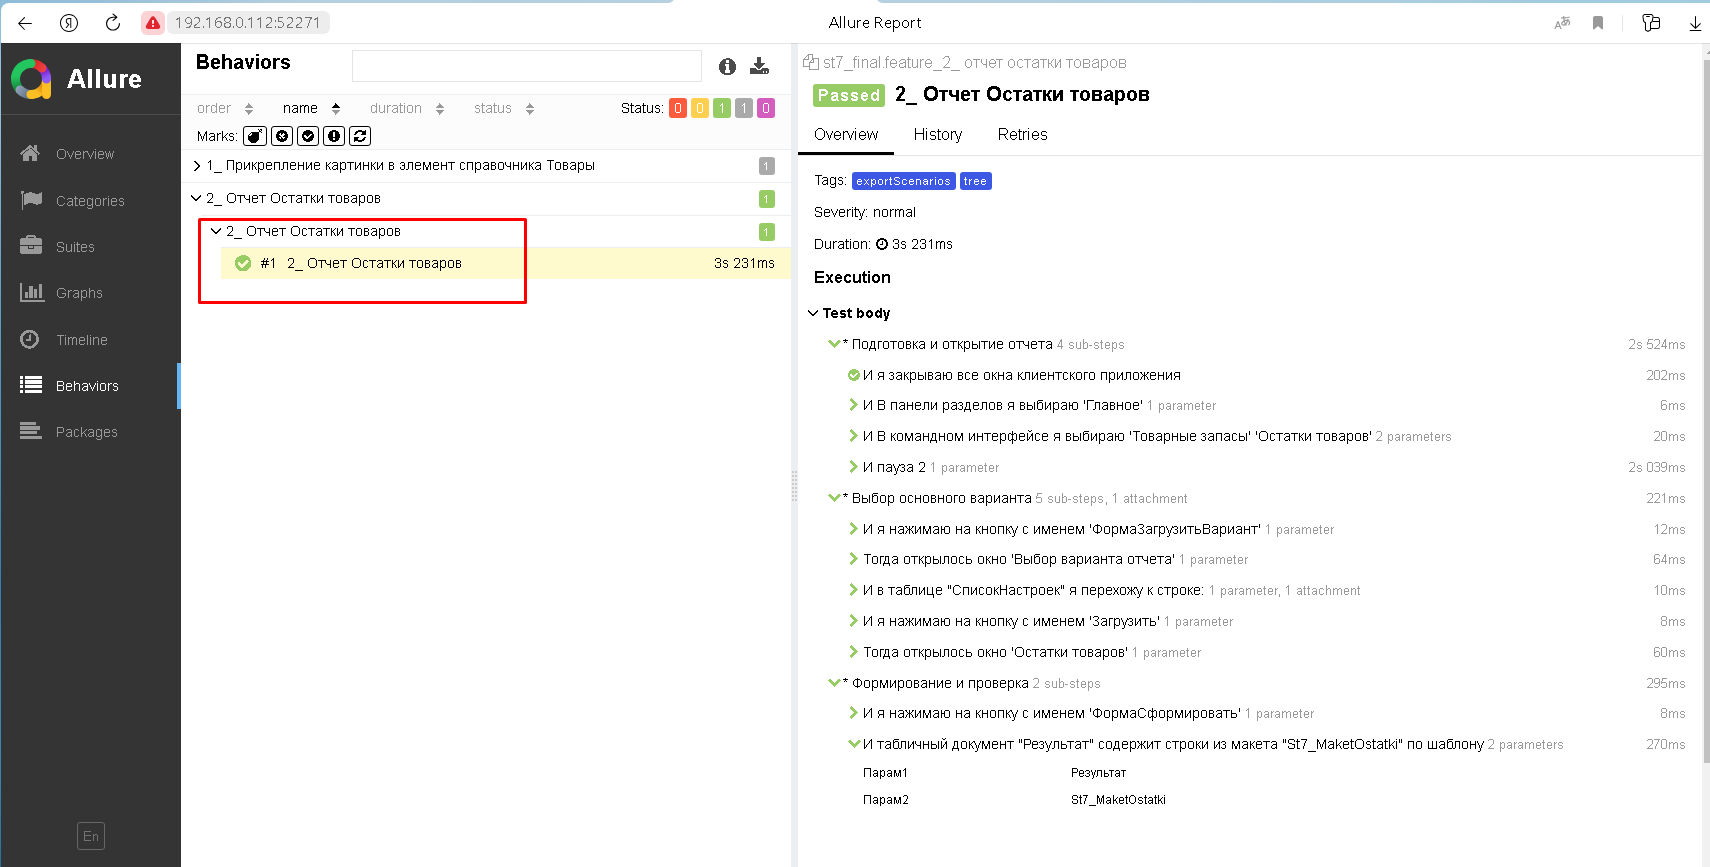 Я
192.168.0.112:52271
Allure Report
Allure
Overview
Categories
Suites
Graphs
Timeline
Behaviors
Packages
En
Behaviors
order name duration status Status: 0 0 1 1 0
Marks:
1_ Прикрепление картинки в элемент справочника Товары 1
2_ Отчет Остатки товаров 1
2_ Отчет Остатки товаров 1
#1 2_ Отчет Остатки товаров 3s 231ms
st7_final.feature_2_ отчет остатки товаров
Passed 2_ Отчет Остатки товаров
Overview History Retries
Tags: exportScenarios tree
Severity: normal
Duration: 3s 231ms
Execution
Test body
* Подготовка и открытие отчета 4 sub-steps 2s 524ms
И я закрываю все окна клиентского приложения 202ms
И В панели разделов я выбираю 'Главное' 1 parameter 6ms
И В командном интерфейсе я выбираю 'Товарные запасы' 'Остатки товаров' 2 parameters 20ms
И пауза 2 1 parameter 2s 039ms
* Выбор основного варианта 5 sub-steps, 1 attachment 221ms
И я нажимаю на кнопку с именем 'ФормаЗагрузитьВариант' 1 parameter 12ms
Тогда открылось окно 'Выбор варианта отчета' 1 parameter 64ms
И в таблице "СписокНастроек" я перехожу к строке: 1 parameter, 1 attachment 10ms
И я нажимаю на кнопку с именем 'Загрузить' 1 parameter 8ms
Тогда открылось окно 'Остатки товаров' 1 parameter 60ms
* Формирование и проверка 2 sub-steps 295ms
И я нажимаю на кнопку с именем 'ФормаСформировать' 1 parameter 8ms
И табличный документ "Результат" содержит строки из макета "St7_MaketOstatki" по шаблону 2 parameters 270ms
Парам1 Результат
Парам2 St7_MaketOstatki